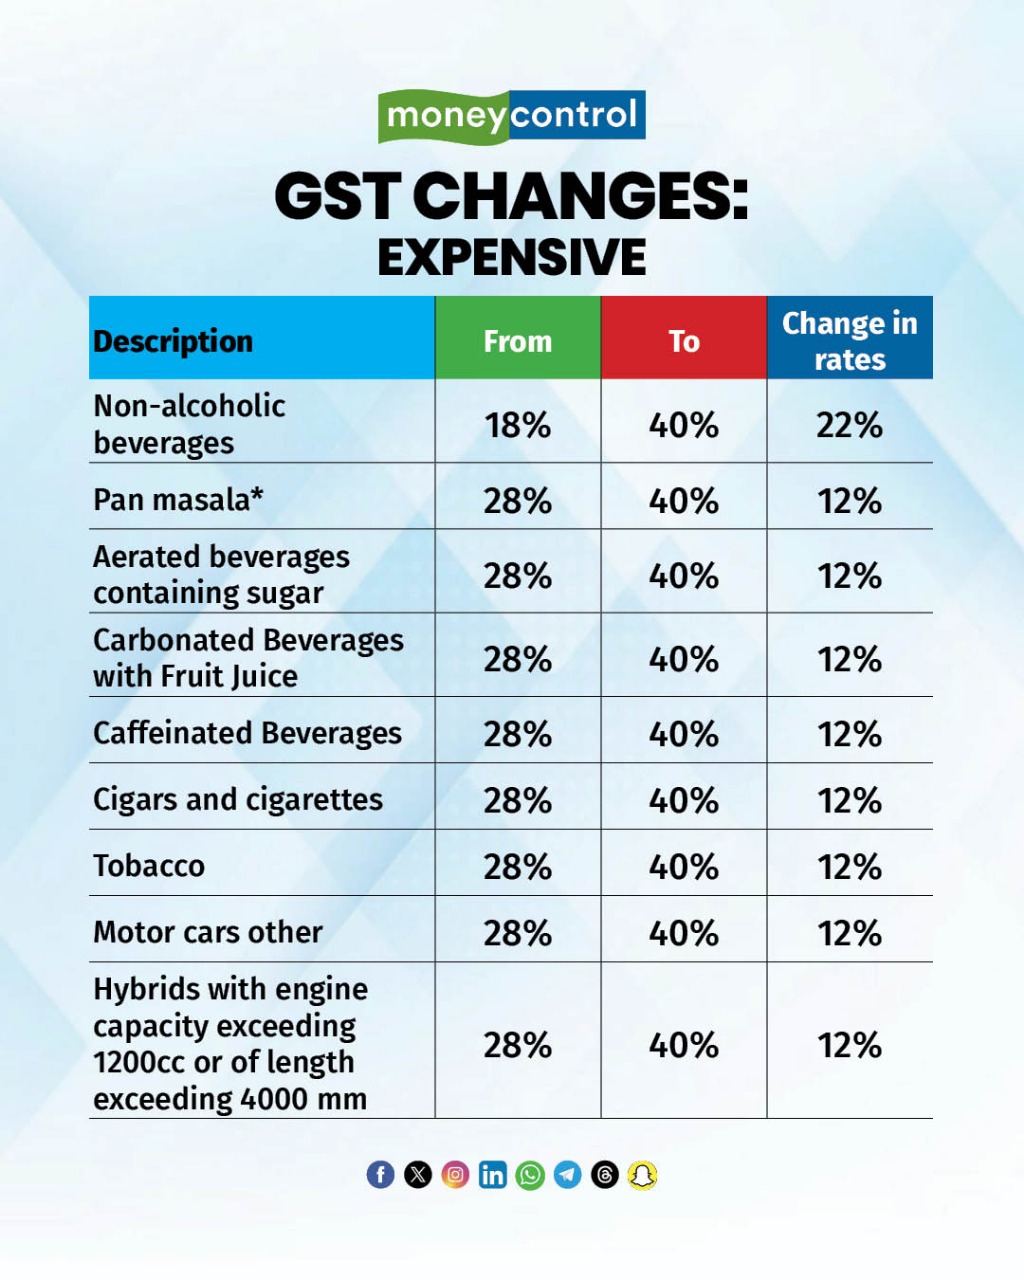 moneycontrol
GST CHANGES:
EXPENSIVE
Description From To Change in
rates
Non-alcoholic
beverages 18% 40% 22%
Pan masala* 28% 40% 12%
Aerated beverages
containing sugar 28% 40% 12%
Carbonated Beverages
with Fruit Juice 28% 40% 12%
Caffeinated Beverages 28% 40% 12%
Cigars and cigarettes 28% 40% 12%
Tobacco 28% 40% 12%
Motor cars other 28% 40% 12%
Hybrids with engine
capacity exceeding
1200cc or of length
exceeding 4000 mm 28% 40% 12%